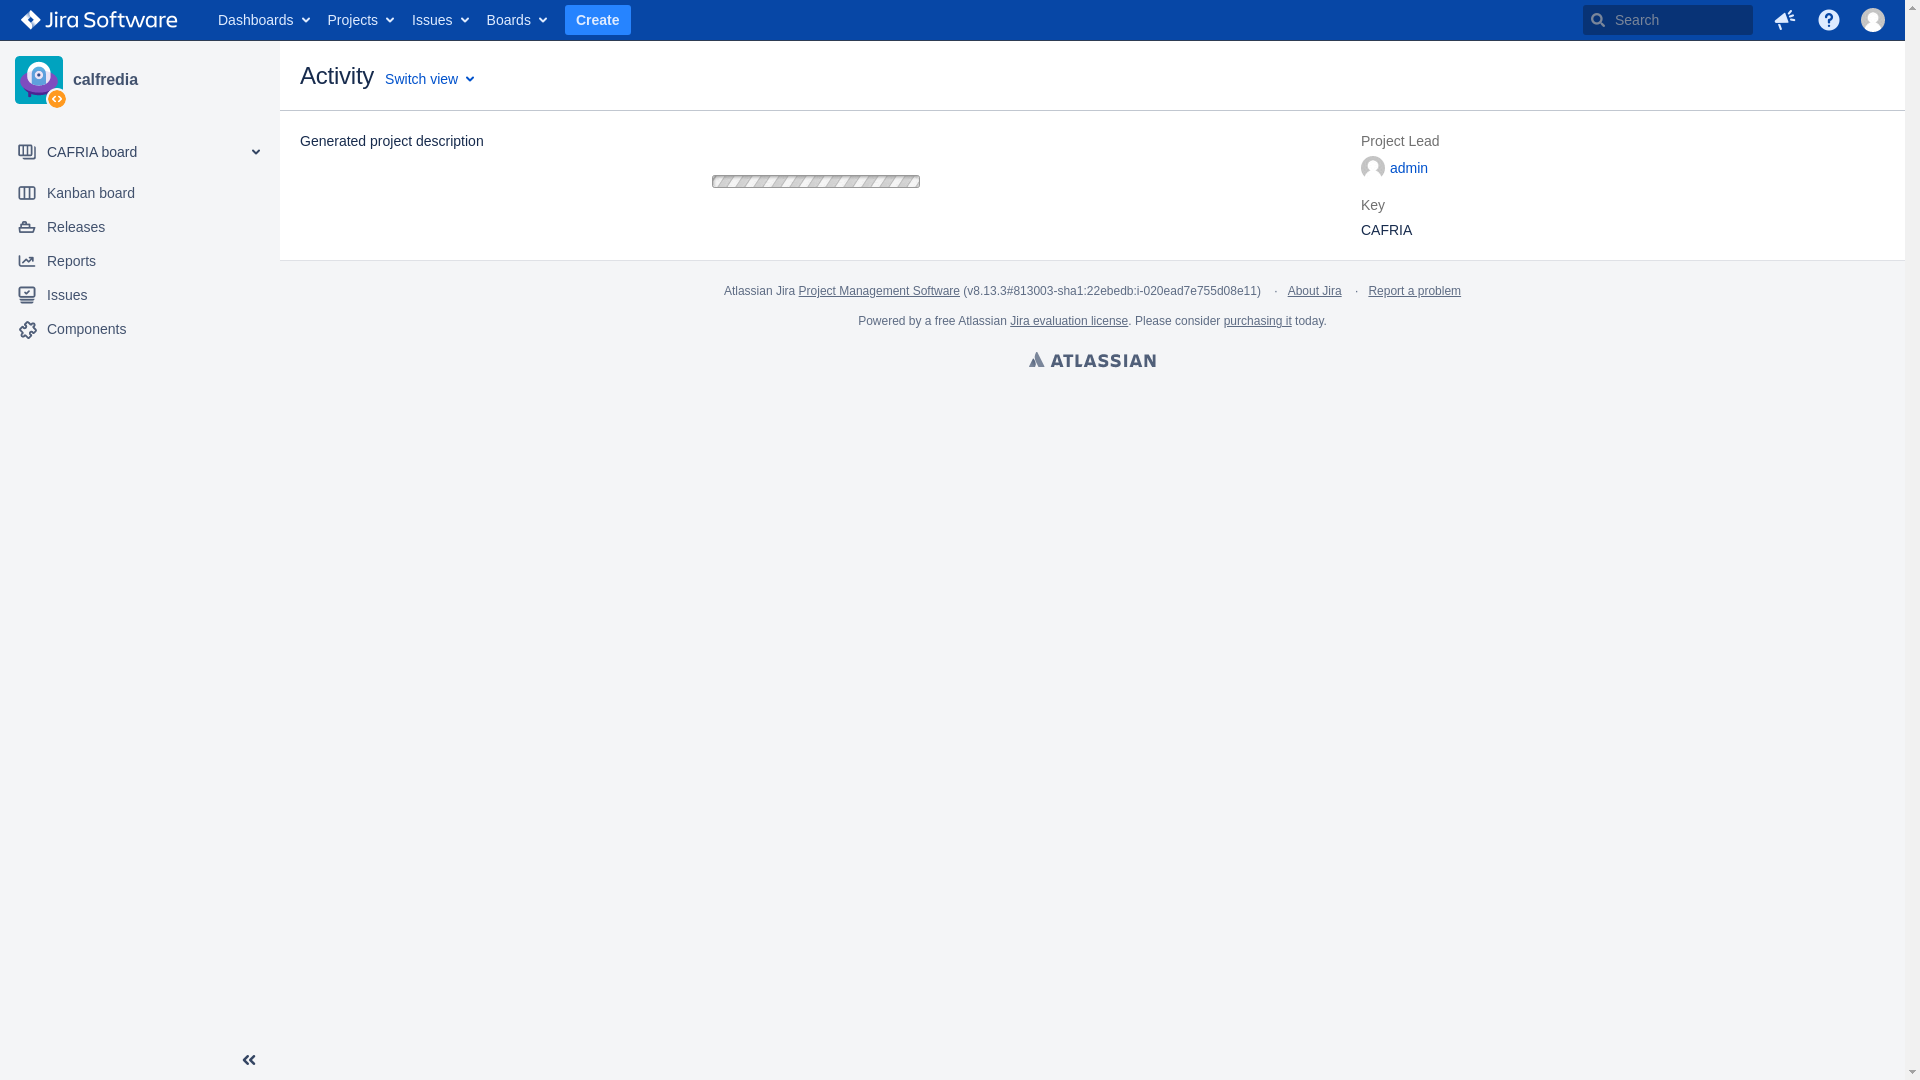 Jira Software
Dashboards Projects Issues Boards Create Search
calfredia
CAFRIA board
Kanban board
Releases
Reports
Issues
Components
Activity Switch view
Generated project description
Project Lead
admin
Key
CAFRIA
Atlassian Jira Project Management Software (v8.13.3#813003-sha1:22ebedb:i-020ead7e755d08e11) · About Jira · Report a problem
Powered by a free Atlassian Jira evaluation license. Please consider purchasing it today.
ATLASSIAN